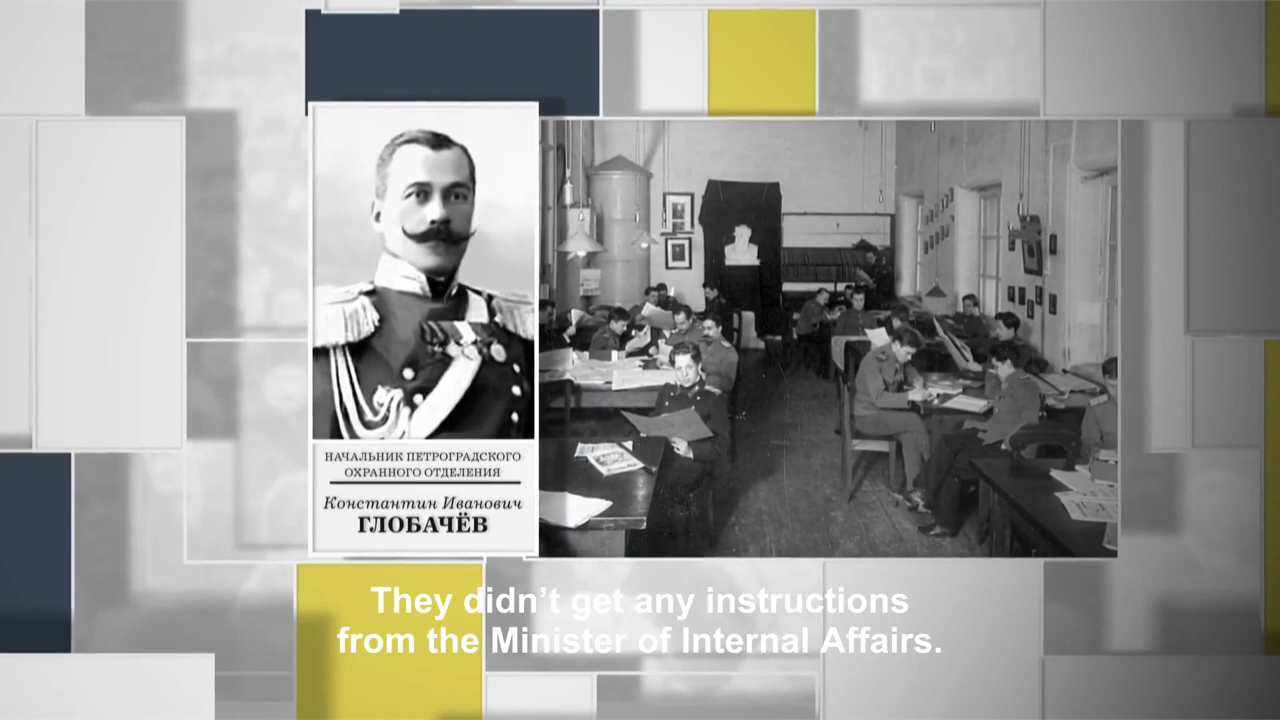 НАЧАЛЬНИК ПЕТРОГРАДСКОГО
ОХРАННОГО ОТДЕЛЕНИЯ
Константин Иванович
ГЛОБАЧЁВ
They didn't get any instructions
from the Minister of Internal Affairs.